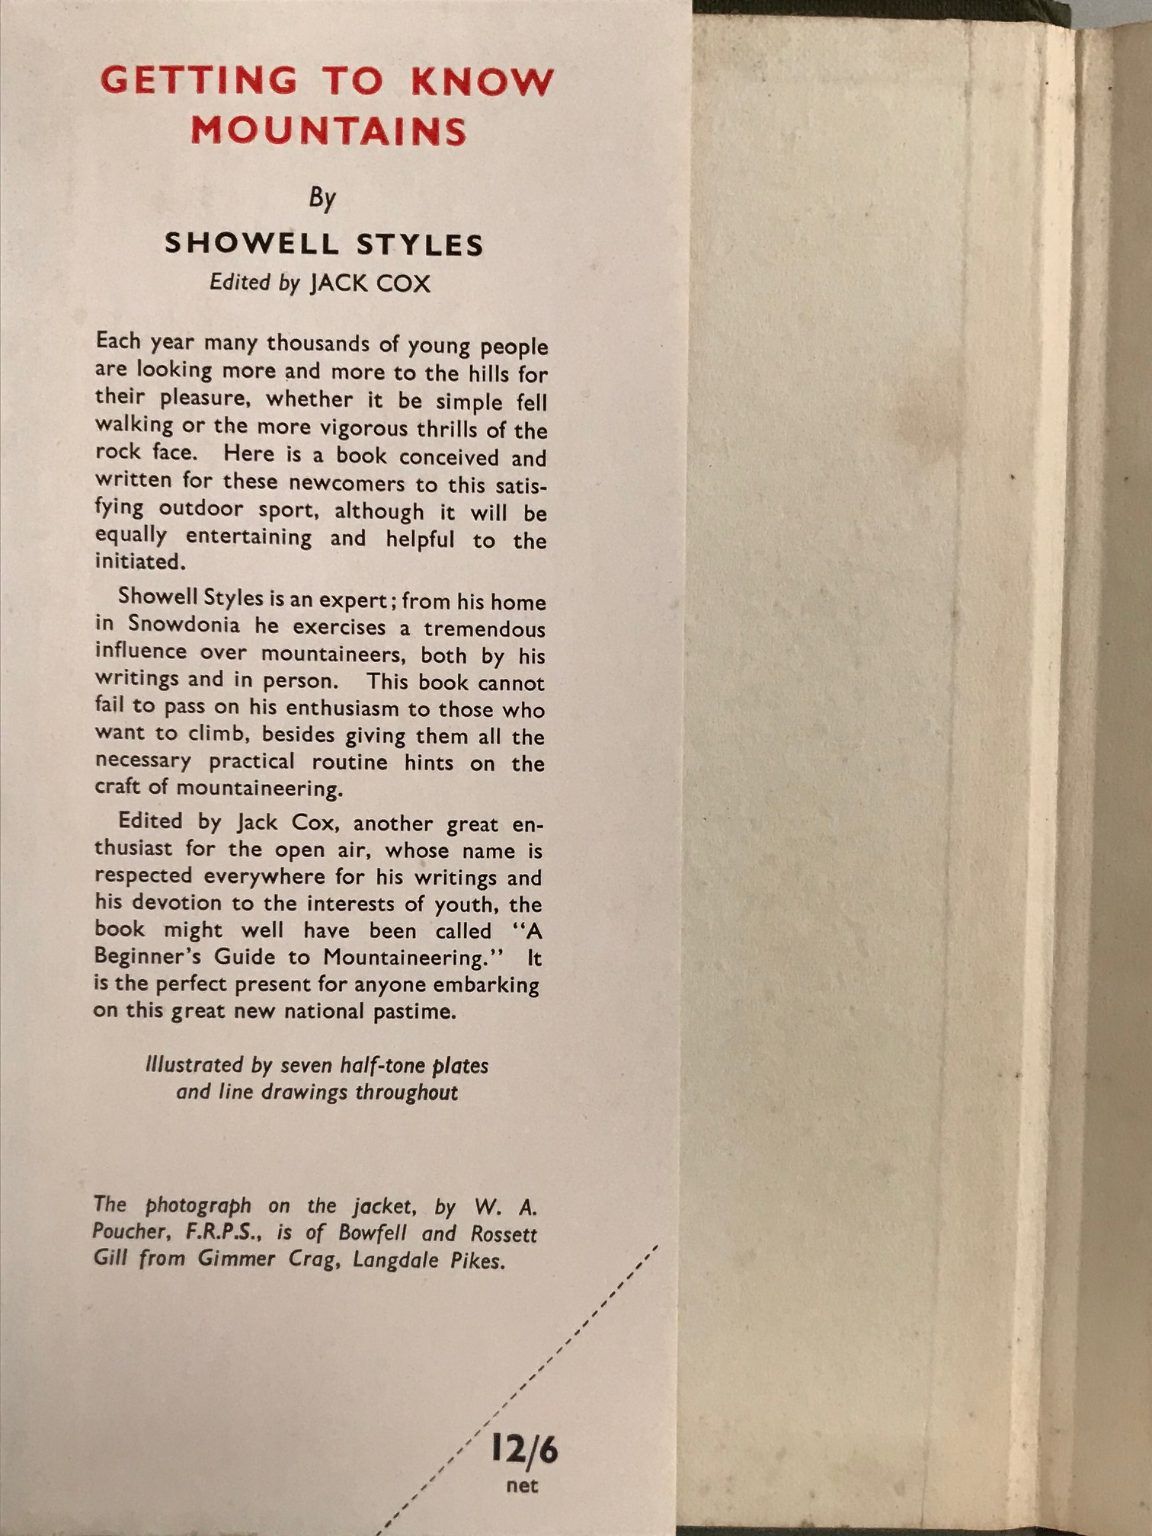 GETTING TO KNOW
MOUNTAINS
By
SHOWELL STYLES
Edited by JACK COX
Each year many thousands of young people
are looking more and more to the hills for
their pleasure, whether it be simple fell
walking or the more vigorous thrills of the
rock face. Here is a book conceived and
written for these newcomers to this satis-
fying outdoor sport, although it will be
equally entertaining and helpful to the
initiated.
Showell Styles is an expert; from his home
in Snowdonia he exercises a tremendous
influence over mountaineers, both by his
writings and in person. This book cannot
fail to pass on his enthusiasm to those who
want to climb, besides giving them all the
necessary practical routine hints on the
craft of mountaineering.
Edited by Jack Cox, another great en-
thusiast for the open air, whose name is
respected everywhere for his writings and
his devotion to the interests of youth, the
book might well have been called “A
Beginner’s Guide to Mountaineering.” It
is the perfect present for anyone embarking
on this great new national pastime.
Illustrated by seven half-tone plates
and line drawings throughout
The photograph on the jacket, by W. A.
Poucher, F.R.P.S., is of Bowfell and Rossett
Gill from Gimmer Crag, Langdale Pikes.
12/6
net